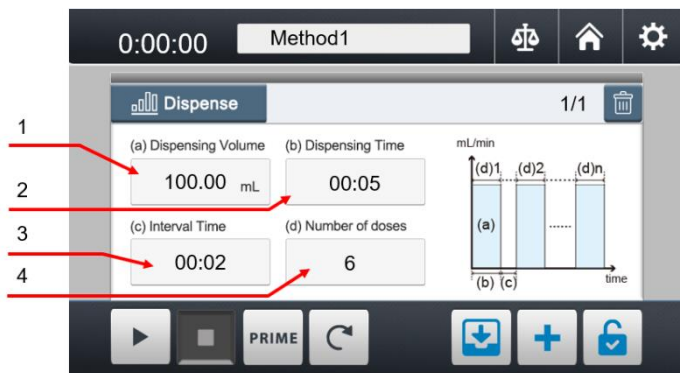 0:00:00
Method1
Dispense
1/1
1
2
3
4
(a) Dispensing Volume
100.00 mL
(b) Dispensing Time
00:05
(c) Interval Time
00:02
(d) Number of doses
6
mL/min
(d)1 (d)2 (d)n
(a) ......
(b) (c)
time
PRIME